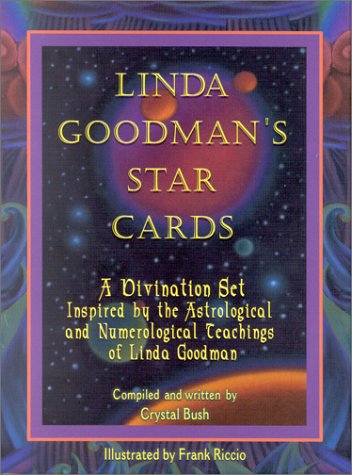 LINDA
GOODMAN'S
STAR
CARDS
A Divination Set
Inspired by the Astrological
and Numerological Teachings
of Linda Goodman
Compiled and written by
Crystal Bush
Illustrated by Frank Riccio